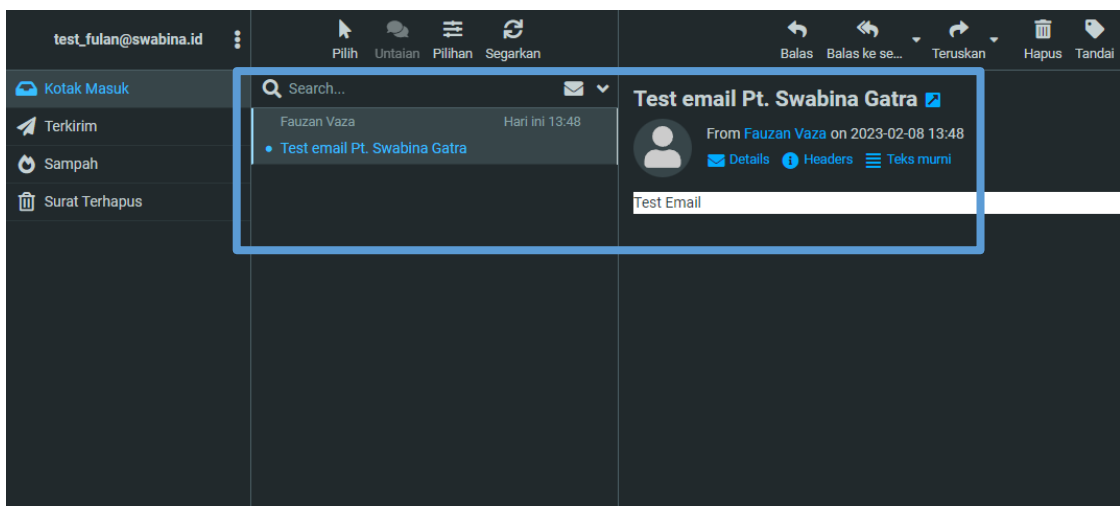 test_fulan@swabina.id
Pilih Untaian Pilihan Segarkan
Balas Balas ke se... Teruskan Hapus Tandai
Kotak Masuk
Terkirim
Sampah
Surat Terhapus
Search...
Fauzan Vaza Hari ini 13:48
Test email Pt. Swabina Gatra
Test email Pt. Swabina Gatra
From Fauzan Vaza on 2023-02-08 13:48
Details Headers Teks murni
Test Email